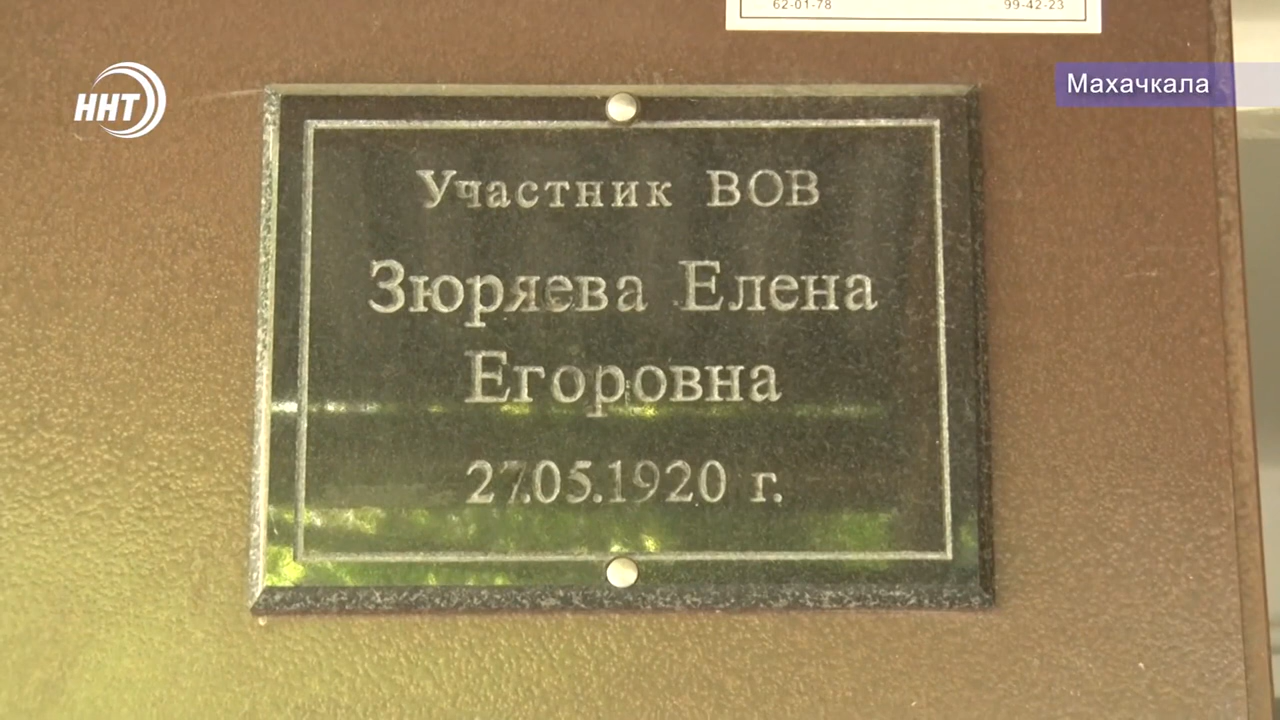 62-01-78 99-42-23
ННТ
Махачкала
Участник ВОВ
Зюряева Елена
Егоровна
27.05.1920 г.